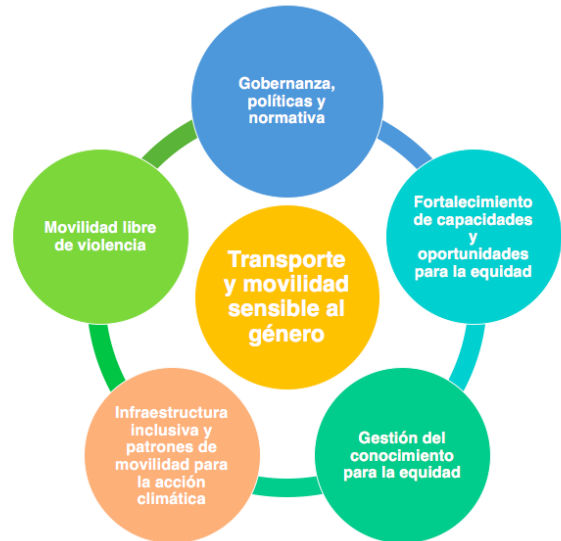 Gobernanza,
políticas y
normativa
Fortalecimiento
de capacidades
y
oportunidades
para la equidad
Gestión del
conocimiento
para la equidad
Infraestructura
inclusiva y
patrones de
movilidad para
la acción
climática
Movilidad libre
de violencia
Transporte
y movilidad
sensible al
género